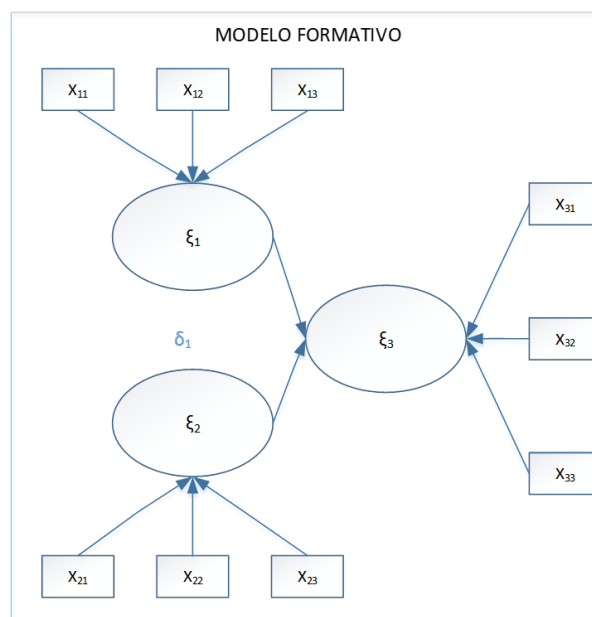 MODELO FORMATIVO
X₁₁ X₁₂ X₁₃
ξ₁
X₃₁
δ₁
ξ₃
X₃₂
ξ₂
X₃₃
X₂₁ X₂₂ X₂₃